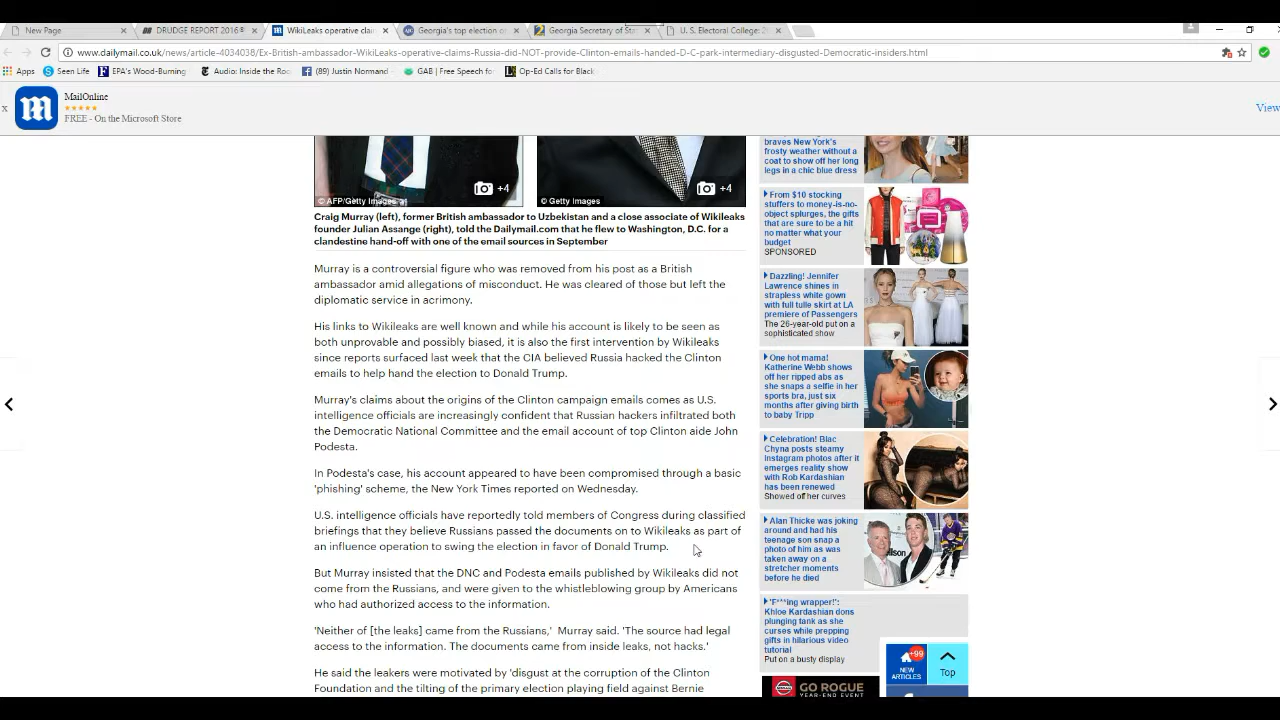 New Page
DRUDGE REPORT 2016®
WikiLeaks operative clai
Georgia's top election o
Georgia Secretary of Sta
U. S. Electoral College: 2
www.dailymail.co.uk/news/article-4034038/Ex-British-ambassador-WikiLeaks-operative-claims-Russia-did-NOT-provide-Clinton-emails-handed-D-C-park-intermediary-disgusted-Democratic-insiders.html
Apps
Seen Life
EPA's Wood-Burning
Audio: Inside the Roc
(89) Justin Normand
GAB | Free Speech fo
Op-Ed Calls for Black
x
MailOnline
FREE - On the Microsoft Store
View
+4
© AFP/Getty Images
+4
© Getty Images
Craig Murray (left), former British ambassador to Uzbekistan and a close associate of Wikileaks
founder Julian Assange (right), told the Dailymail.com that he flew to Washington, D.C. for a
clandestine hand-off with one of the email sources in September
Murray is a controversial figure who was removed from his post as a British
ambassador amid allegations of misconduct. He was cleared of those but left the
diplomatic service in acrimony.
His links to Wikileaks are well known and while his account is likely to be seen as
both unprovable and possibly biased, it is also the first intervention by Wikileaks
since reports surfaced last week that the CIA believed Russia hacked the Clinton
emails to help hand the election to Donald Trump.
Murray's claims about the origins of the Clinton campaign emails comes as U.S.
intelligence officials are increasingly confident that Russian hackers infiltrated both
the Democratic National Committee and the email account of top Clinton aide John
Podesta.
In Podesta's case, his account appeared to have been compromised through a basic
'phishing' scheme, the New York Times reported on Wednesday.
U.S. intelligence officials have reportedly told members of Congress during classified
briefings that they believe Russians passed the documents on to Wikileaks as part of
an influence operation to swing the election in favor of Donald Trump.
But Murray insisted that the DNC and Podesta emails published by Wikileaks did not
come from the Russians, and were given to the whistleblowing group by Americans
who had authorized access to the information.
'Neither of [the leaks] came from the Russians,' Murray said. 'The source had legal
access to the information. The documents came from inside leaks, not hacks.'
He said the leakers were motivated by 'disgust at the corruption of the Clinton
Foundation and the tilting of the primary election playing field against Bernie
braves New York's
frosty weather without a
coat to show off her long
legs in a chic blue dress
From $10 stocking
stuffers to money-is-no-
object splurges, the gifts
that are sure to be a hit
no matter what your
budget
SPONSORED
Dazzling! Jennifer
Lawrence shines in
strapless white gown
with full tulle skirt at LA
premiere of Passengers
The 26-year-old put on a
sophisticated show
One hot mama!
Katherine Webb shows
off her ripped abs as
she snaps a selfie in her
sports bra, just six
months after giving birth
to baby Tripp
Celebration! Blac
Chyna posts steamy
Instagram photos after it
emerges reality show
with Rob Kardashian
has been renewed
Showed off her curves
Alan Thicke was joking
around and had his
teenage son snap a
photo of him as was
taken away on a
stretcher moments
before he died
'F***ing wrapper!':
Khloe Kardashian dons
plunging tank as she
curses while prepping
gifts in hilarious video
tutorial
Put on a busty display
GO ROGUE
YEAR-END EVENT
+99
NEW
ARTICLES
Top